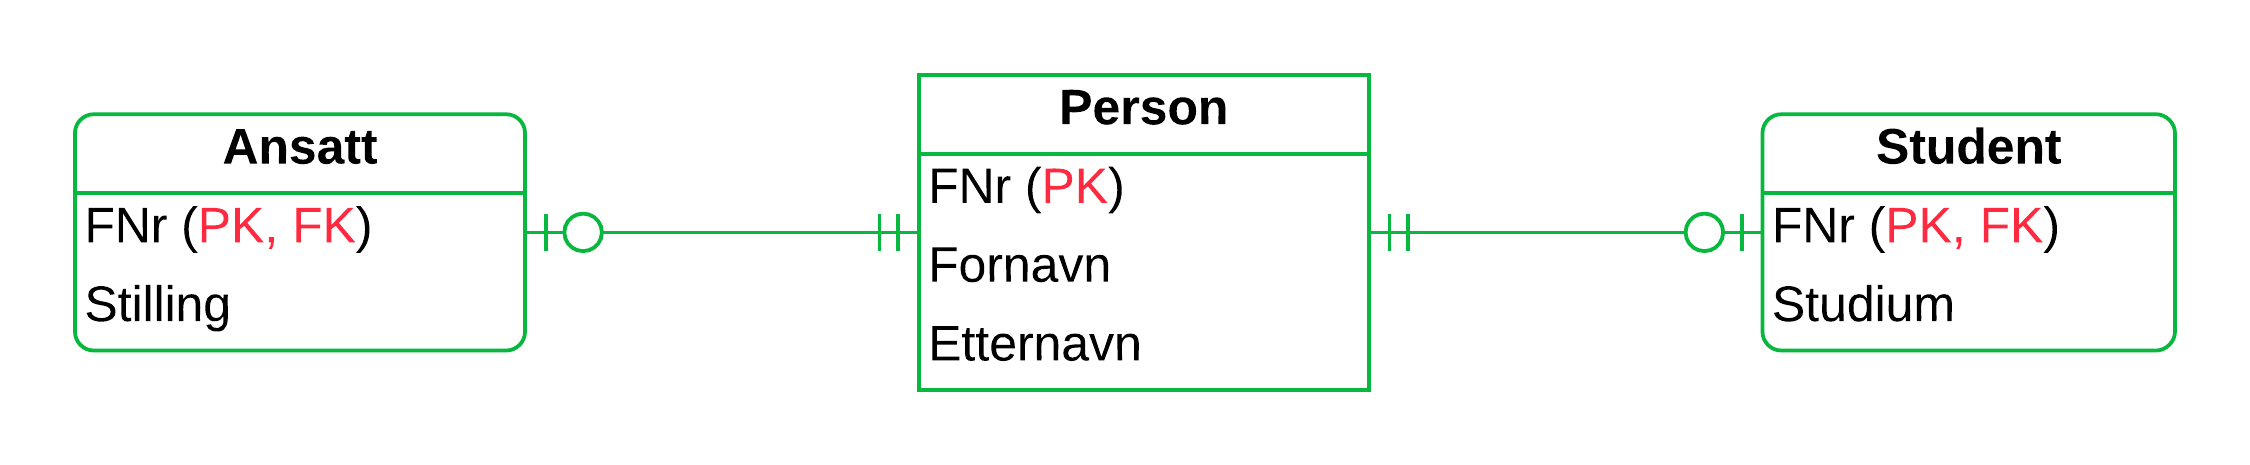 Ansatt
FNr (PK, FK)
Stilling
Person
FNr (PK)
Fornavn
Etternavn
Student
FNr (PK, FK)
Studium